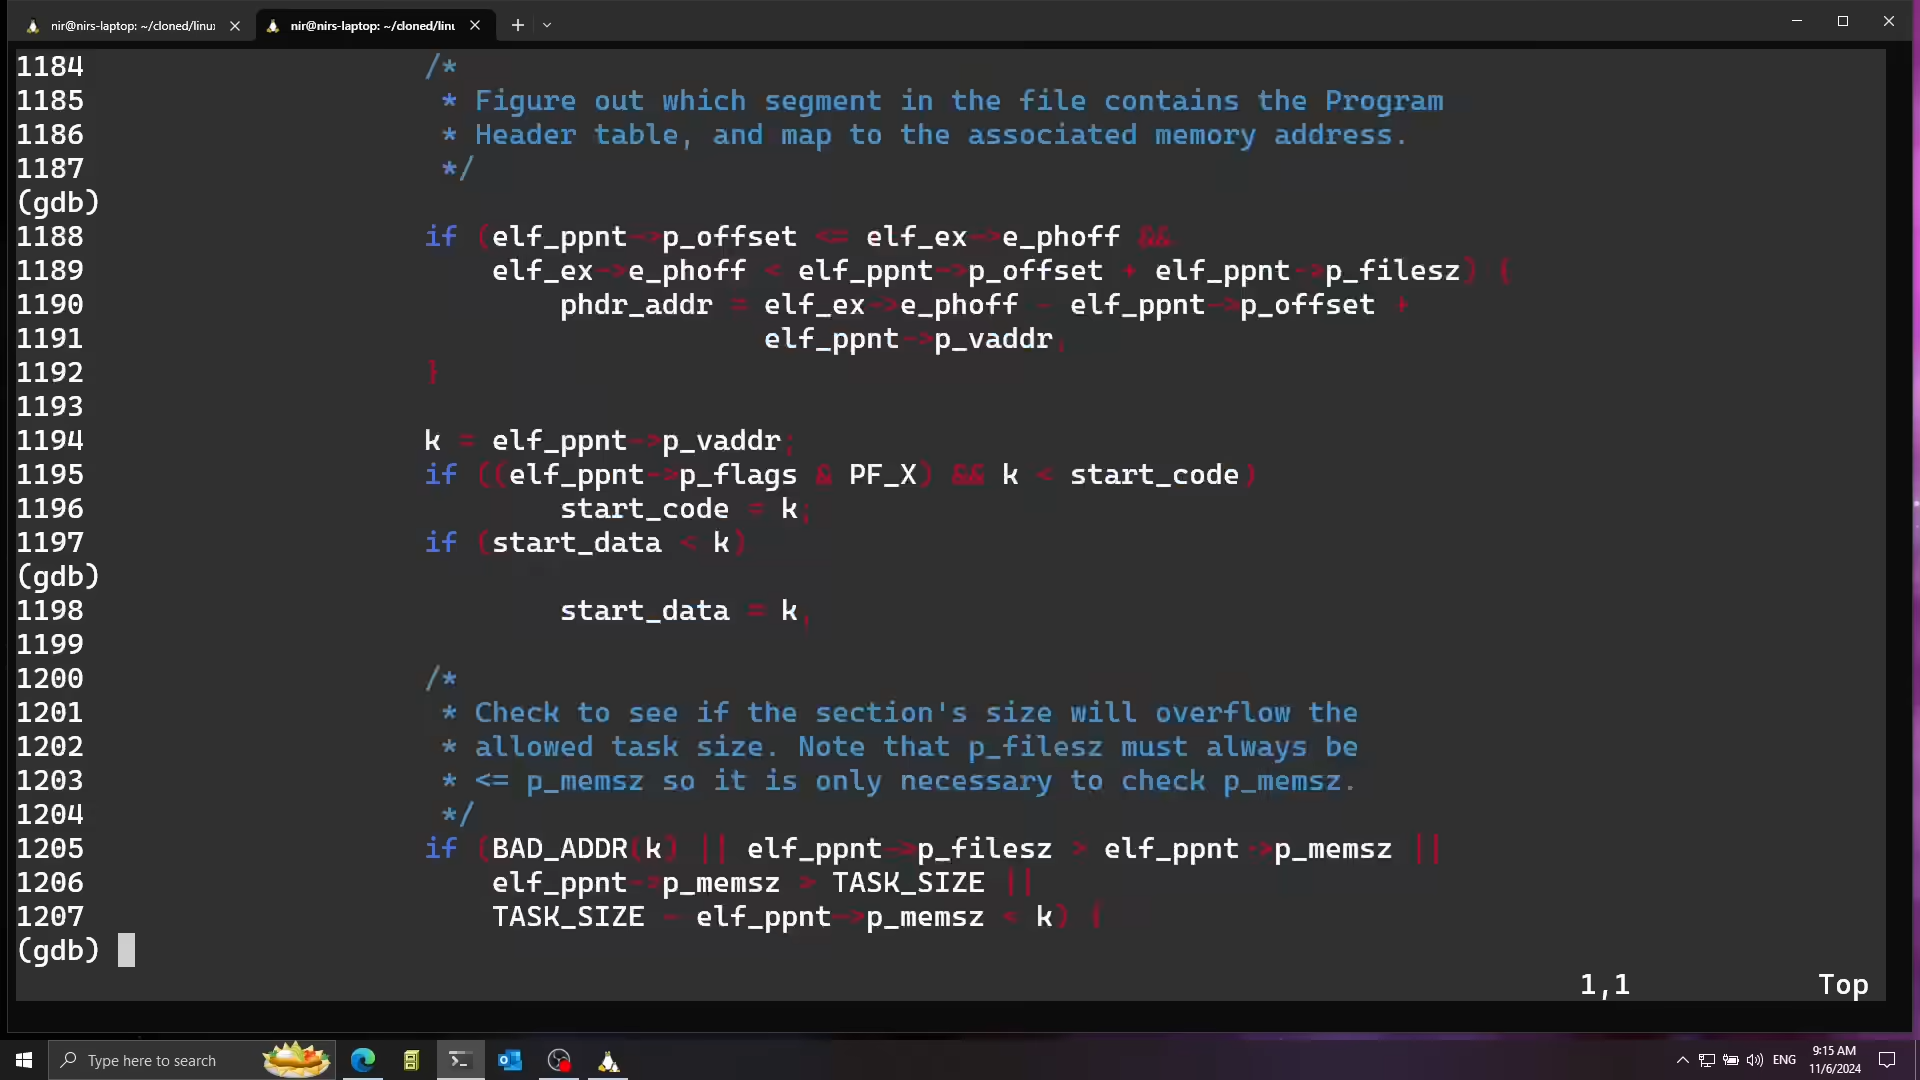 nir@nirs-laptop: ~/cloned/linux
nir@nirs-laptop: ~/cloned/linu
1184 /*
1185 * Figure out which segment in the file contains the Program
1186 * Header table, and map to the associated memory address.
1187 */
(gdb)
1188 if (elf_ppnt->p_offset <= elf_ex->e_phoff &&
1189 elf_ex->e_phoff < elf_ppnt->p_offset + elf_ppnt->p_filesz) {
1190 phdr_addr = elf_ex->e_phoff - elf_ppnt->p_offset +
1191 elf_ppnt->p_vaddr;
1192 }
1193
1194 k = elf_ppnt->p_vaddr;
1195 if ((elf_ppnt->p_flags & PF_X) && k < start_code)
1196 start_code = k;
1197 if (start_data < k)
(gdb)
1198 start_data = k;
1199
1200 /*
1201 * Check to see if the section's size will overflow the
1202 * allowed task size. Note that p_filesz must always be
1203 * <= p_memsz so it is only necessary to check p_memsz.
1204 */
1205 if (BAD_ADDR(k) || elf_ppnt->p_filesz > elf_ppnt->p_memsz ||
1206 elf_ppnt->p_memsz > TASK_SIZE ||
1207 TASK_SIZE - elf_ppnt->p_memsz < k) {
(gdb)
1,1 Top
Type here to search
ENG
9:15 AM
11/6/2024